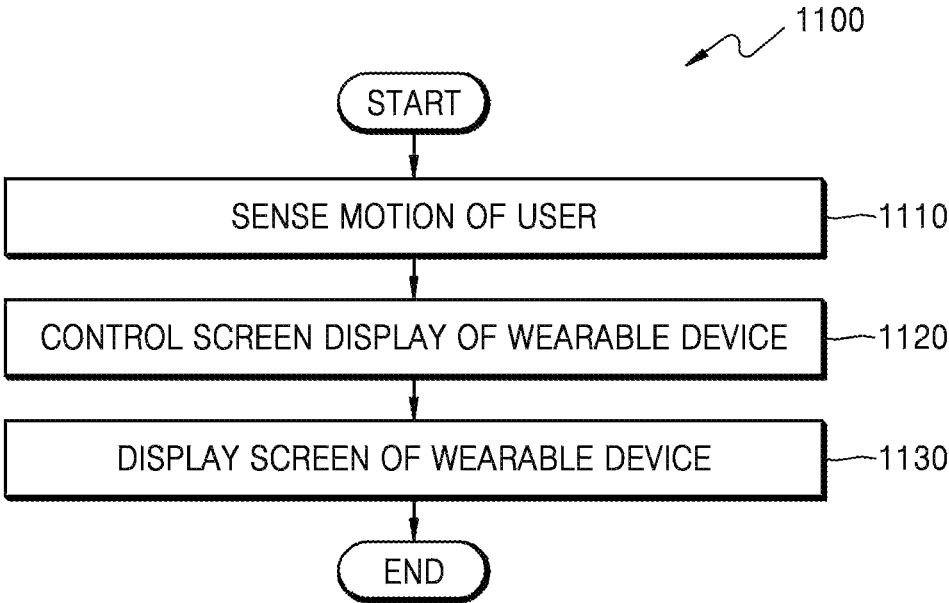 1100
START
SENSE MOTION OF USER 1110
CONTROL SCREEN DISPLAY OF WEARABLE DEVICE 1120
DISPLAY SCREEN OF WEARABLE DEVICE 1130
END